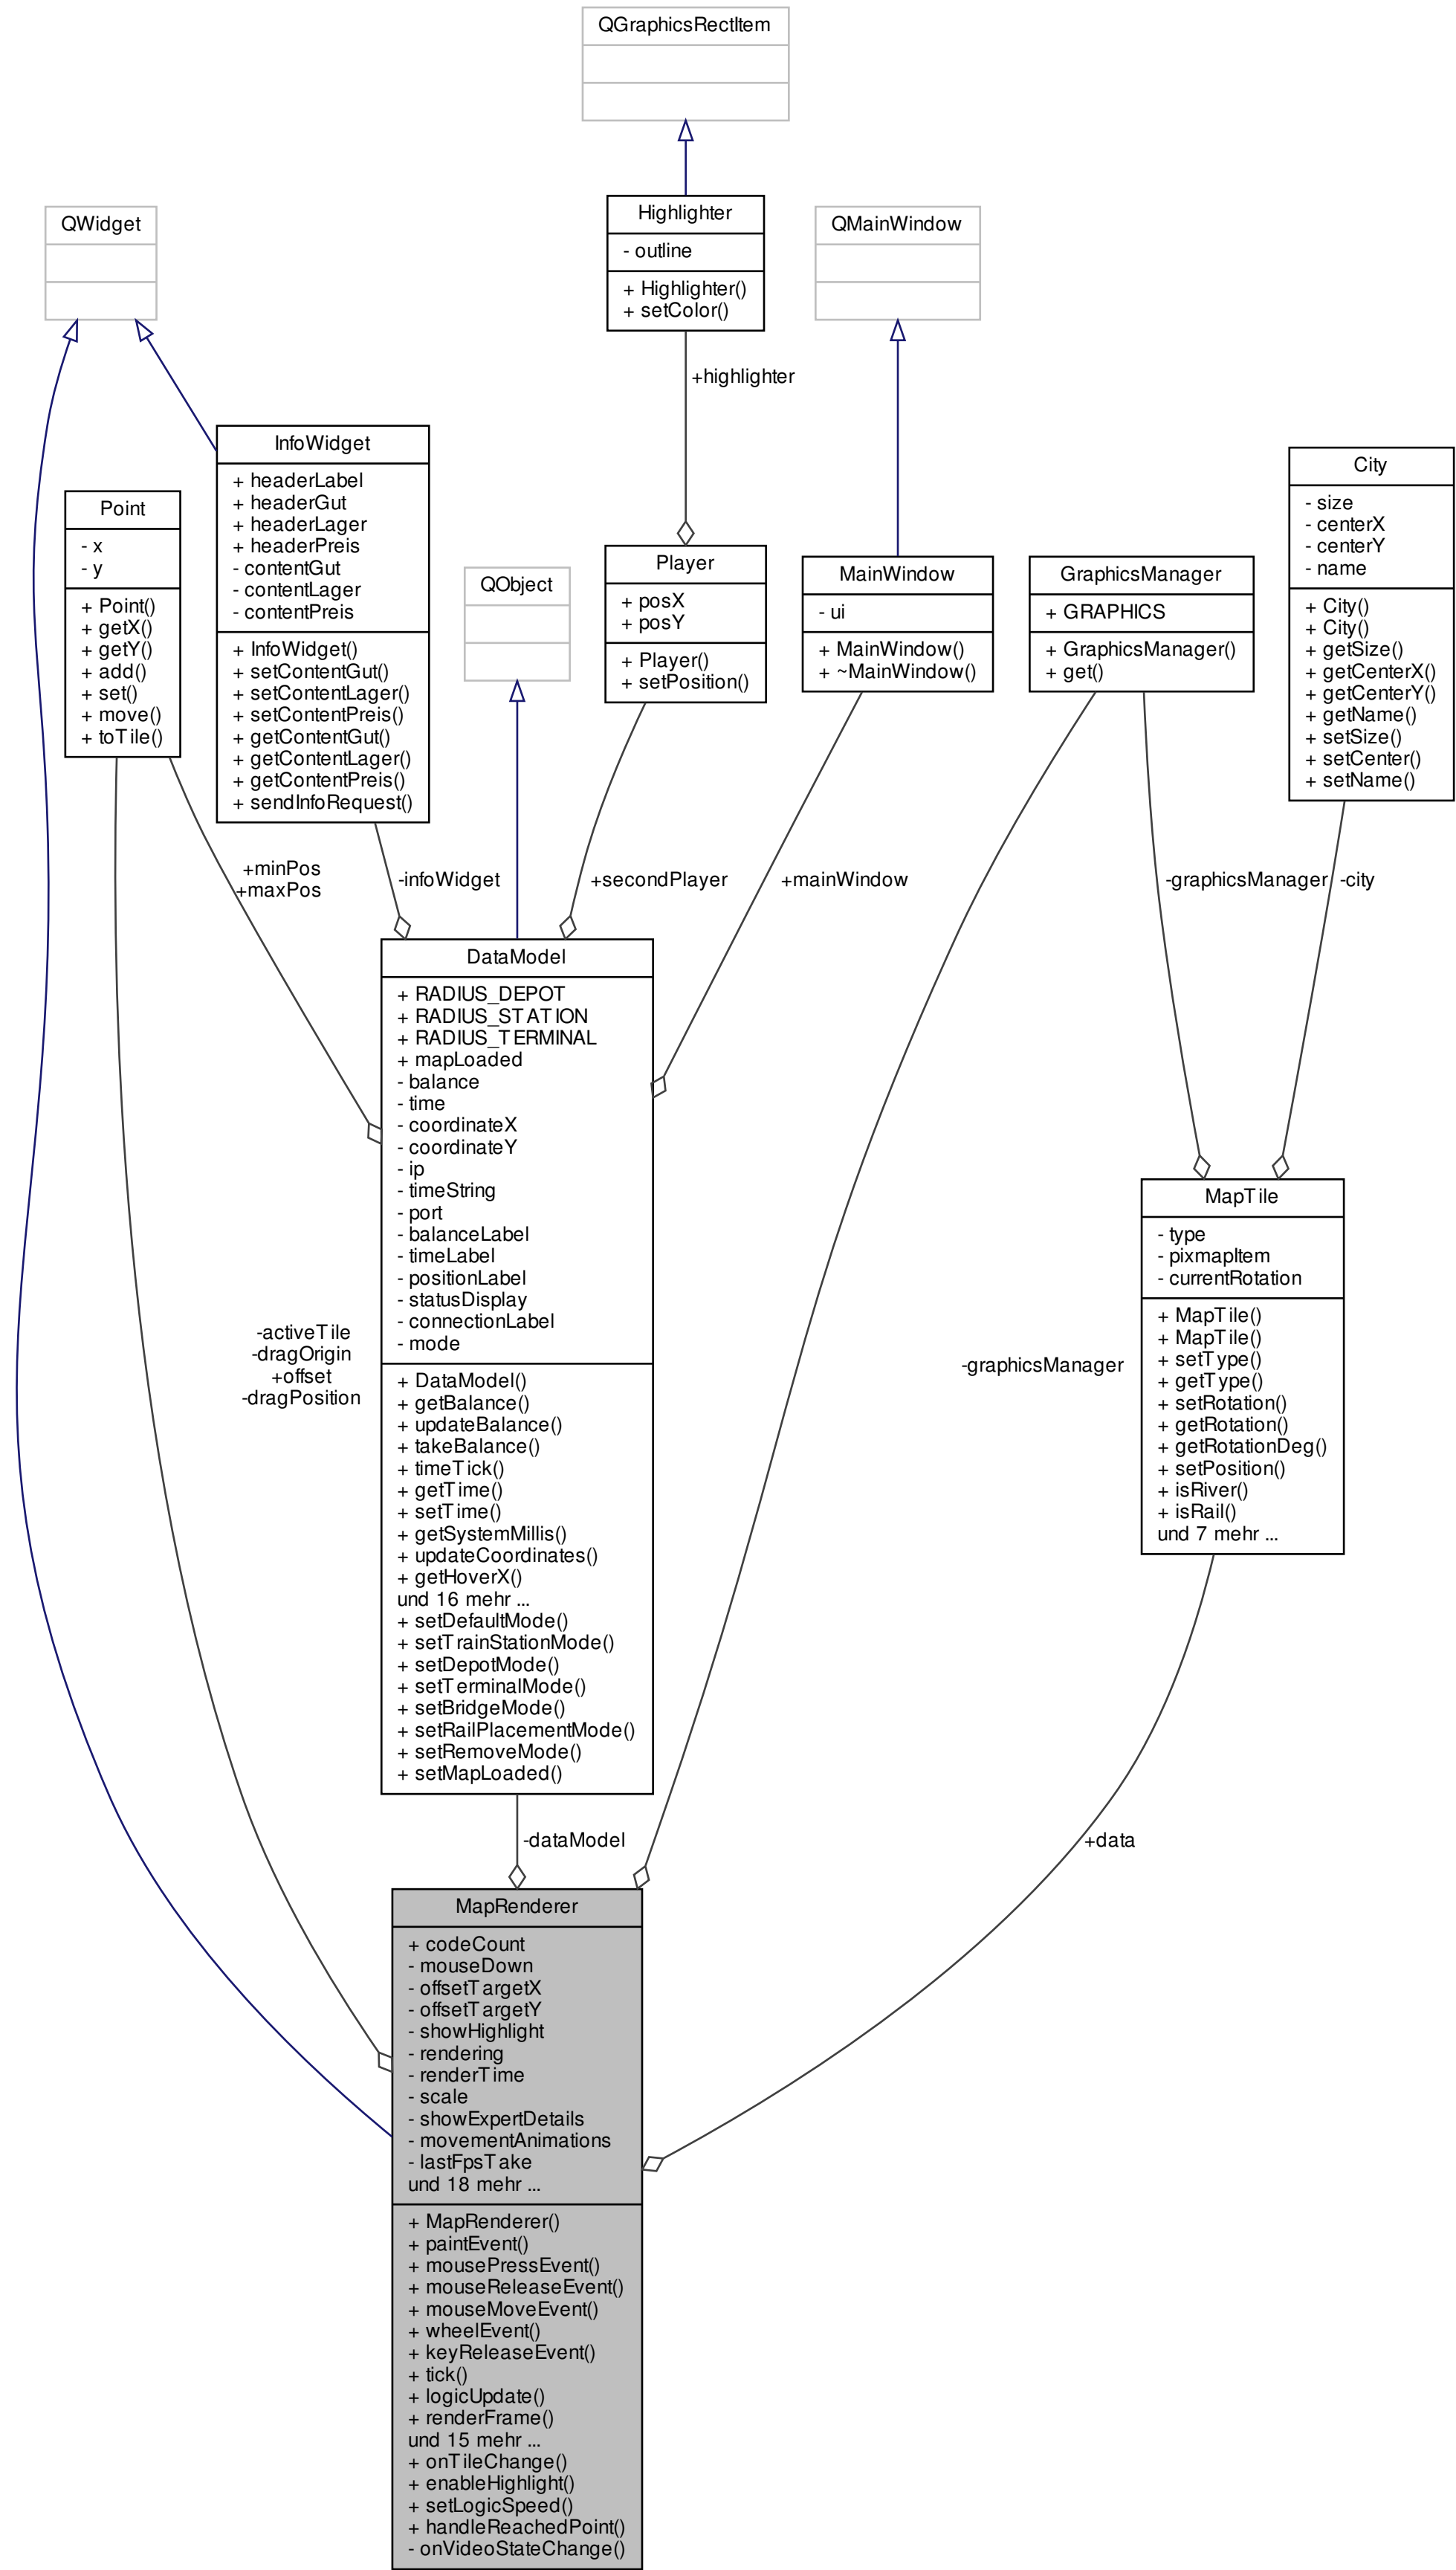 QGraphicsRectItem
Highlighter
- outline
+ Highlighter()
+ setColor()
QWidget
QMainWindow
+highlighter
InfoWidget
+ headerLabel
+ headerGut
+ headerLager
+ headerPreis
- contentGut
- contentLager
- contentPreis
+ InfoWidget()
+ setContentGut()
+ setContentLager()
+ setContentPreis()
+ getContentGut()
+ getContentLager()
+ getContentPreis()
+ sendInfoRequest()
City
- size
- centerX
- centerY
- name
+ City()
+ City()
+ getSize()
+ getCenterX()
+ getCenterY()
+ getName()
+ setSize()
+ setCenter()
+ setName()
Point
- x
- y
+ Point()
+ getX()
+ getY()
+ add()
+ set()
+ move()
+ toTile()
QObject
Player
+ posX
+ posY
+ Player()
+ setPosition()
MainWindow
- ui
+ MainWindow()
+ ~MainWindow()
GraphicsManager
+ GRAPHICS
+ GraphicsManager()
+ get()
+minPos
+maxPos
-infoWidget
+secondPlayer
+mainWindow
-graphicsManager
-city
DataModel
+ RADIUS_DEPOT
+ RADIUS_STATION
+ RADIUS_TERMINAL
+ mapLoaded
- balance
- time
- coordinateX
- coordinateY
- ip
- timeString
- port
- balanceLabel
- timeLabel
- positionLabel
- statusDisplay
- connectionLabel
- mode
+ DataModel()
+ getBalance()
+ updateBalance()
+ takeBalance()
+ timeTick()
+ getTime()
+ setTime()
+ getSystemMillis()
+ updateCoordinates()
+ getHoverX()
und 16 mehr ...
+ setDefaultMode()
+ setTrainStationMode()
+ setDepotMode()
+ setTerminalMode()
+ setBridgeMode()
+ setRailPlacementMode()
+ setRemoveMode()
+ setMapLoaded()
MapTile
- type
- pixmapItem
- currentRotation
+ MapTile()
+ MapTile()
+ setType()
+ getType()
+ setRotation()
+ getRotation()
+ getRotationDeg()
+ setPosition()
+ isRiver()
+ isRail()
und 7 mehr ...
-activeTile
-dragOrigin
+offset
-dragPosition
-graphicsManager
-dataModel
+data
MapRenderer
+ codeCount
- mouseDown
- offsetTargetX
- offsetTargetY
- showHighlight
- rendering
- renderTime
- scale
- showExpertDetails
- movementAnimations
- lastFpsTake
und 18 mehr ...
+ MapRenderer()
+ paintEvent()
+ mousePressEvent()
+ mouseReleaseEvent()
+ mouseMoveEvent()
+ wheelEvent()
+ keyReleaseEvent()
+ tick()
+ logicUpdate()
+ renderFrame()
und 15 mehr ...
+ onTileChange()
+ enableHighlight()
+ setLogicSpeed()
+ handleReachedPoint()
- onVideoStateChange()